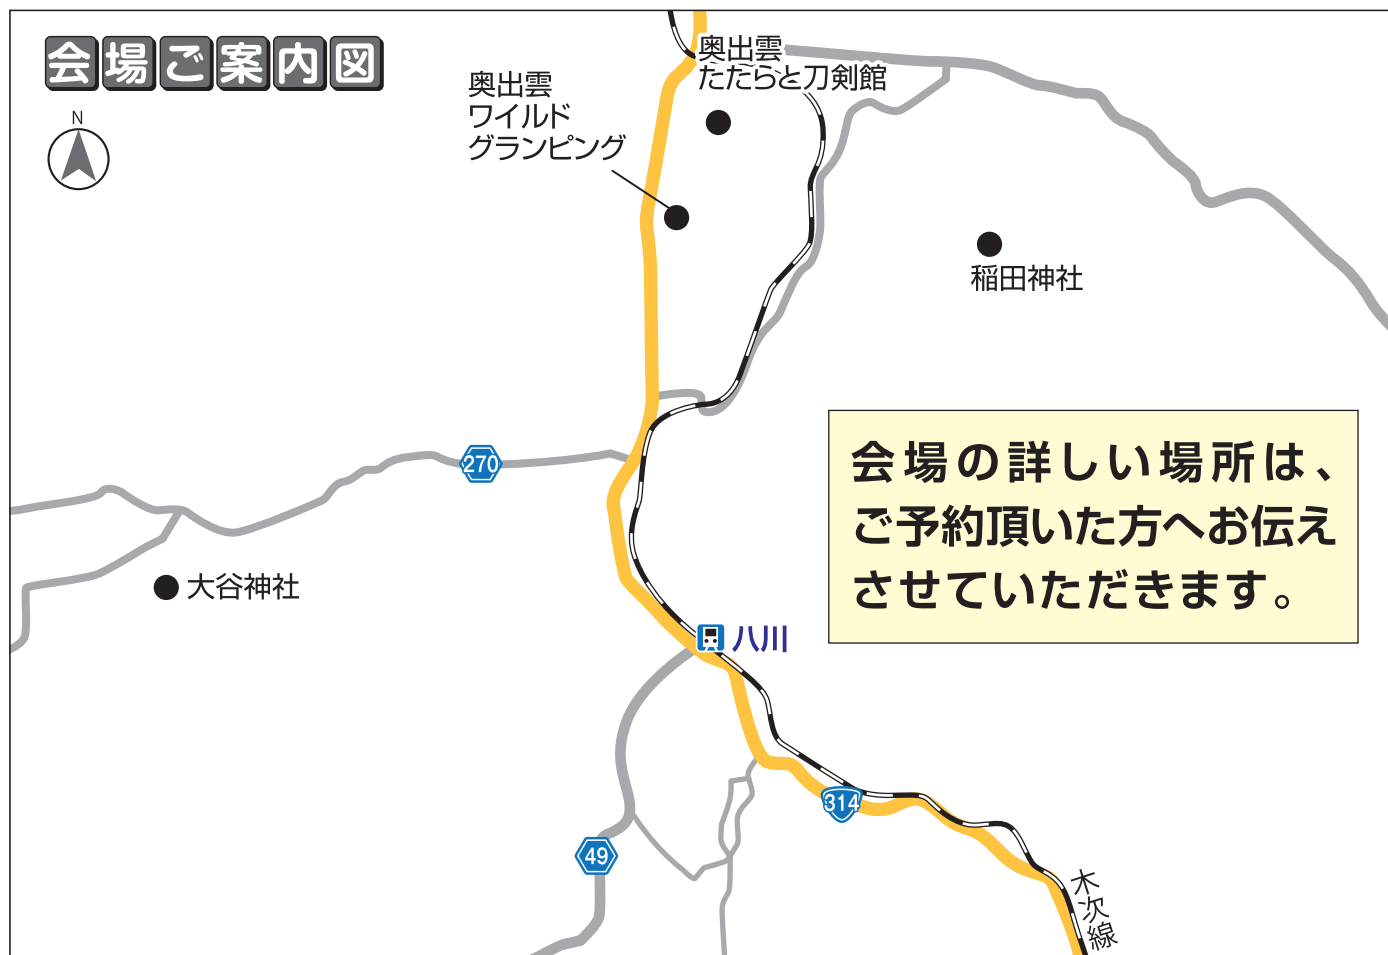 会場ご案内図
N
奥出雲
たたらと刀剣館
奥出雲
ワイルド
グランピング
稲田神社
270
会場の詳しい場所は、
ご予約頂いた方へお伝え
させていただきます。
大谷神社
八川
314
49
木次線